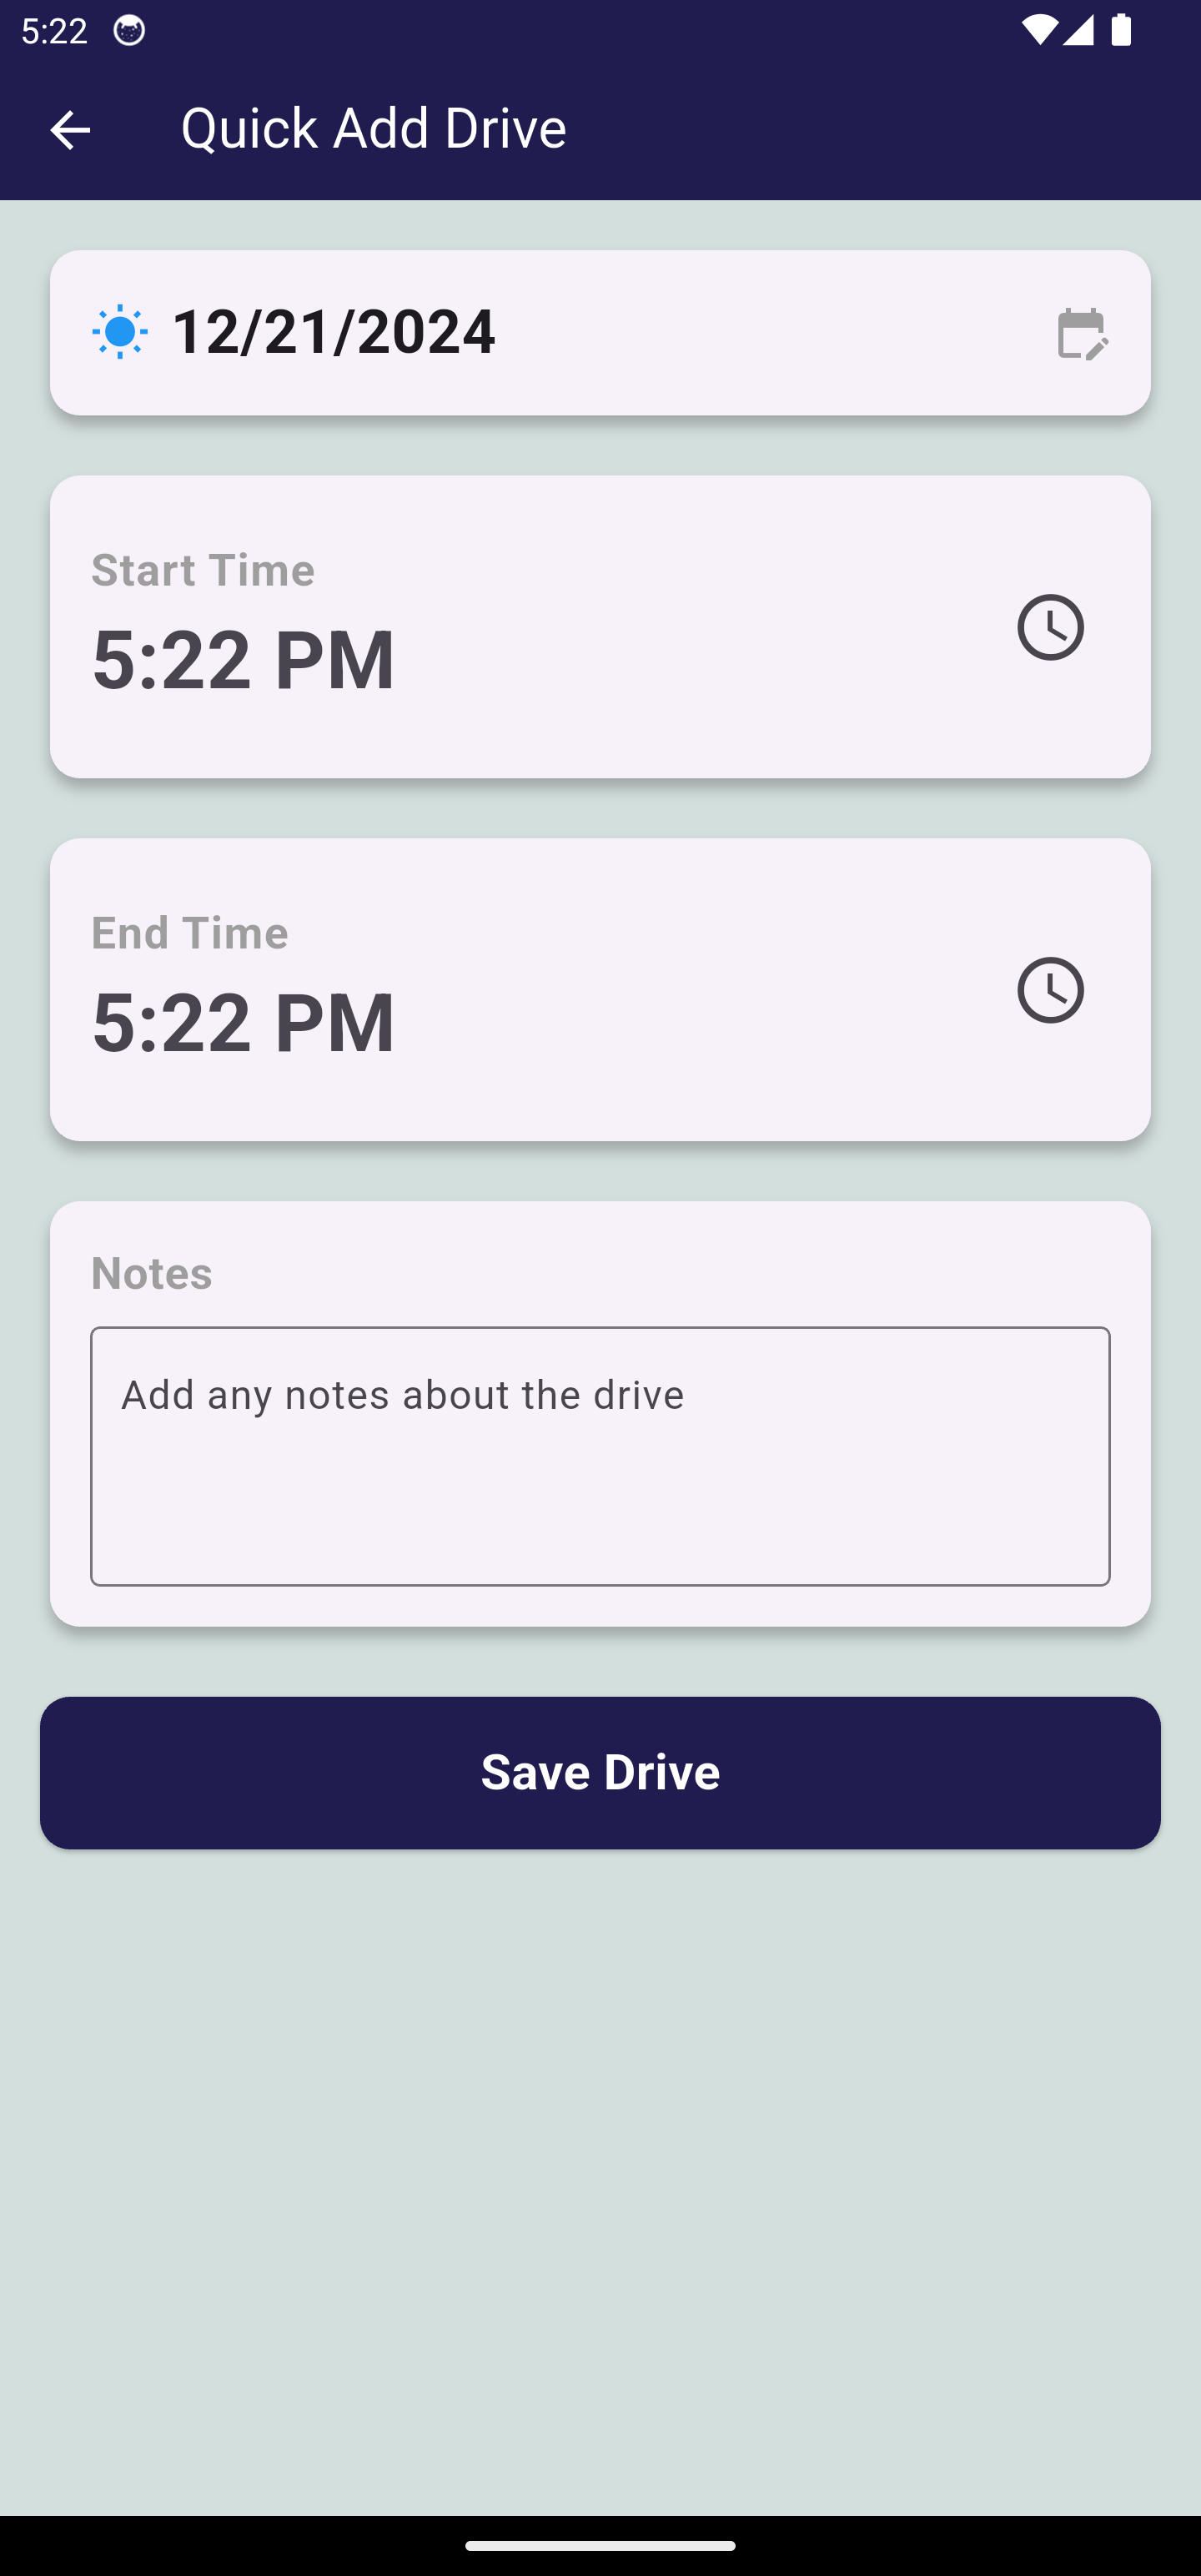 5:22
Quick Add Drive
12/21/2024
Start Time
5:22 PM
End Time
5:22 PM
Notes
Add any notes about the drive
Save Drive